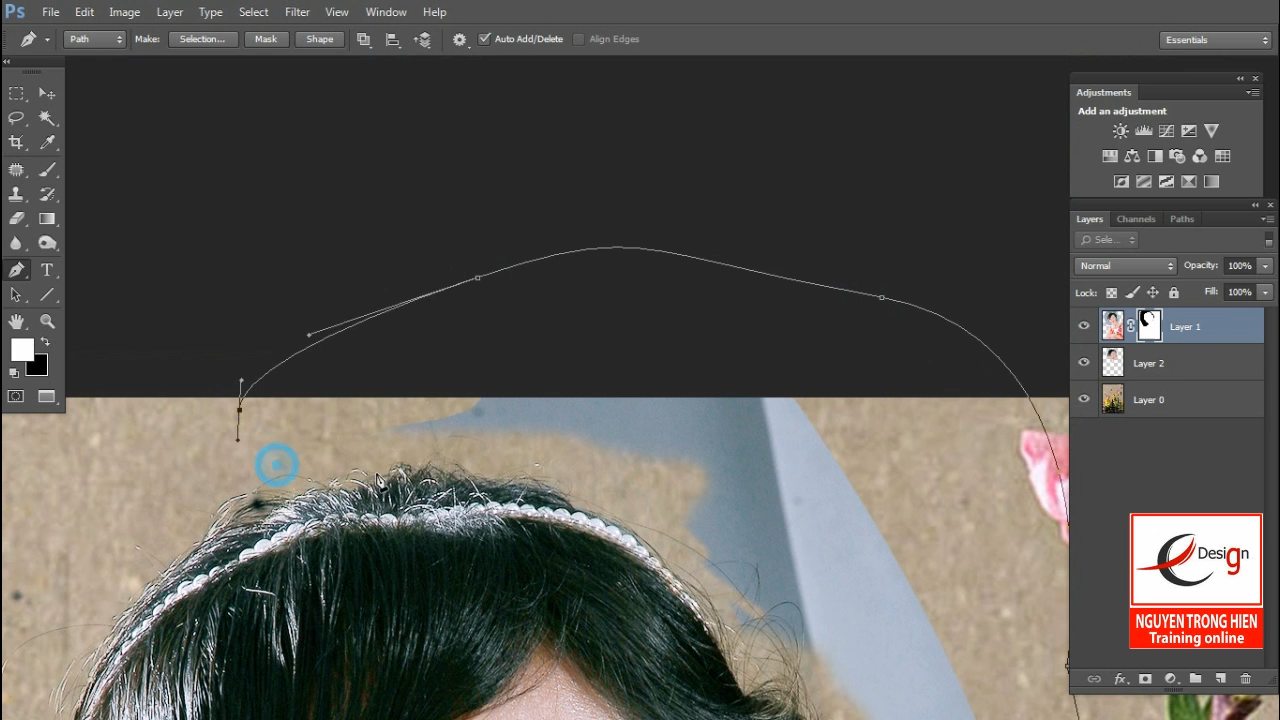 Ps File Edit Image Layer Type Select Filter View Window Help
Path Make: Selection... Mask Shape Auto Add/Delete Align Edges Essentials
Adjustments
Add an adjustment
Layers Channels Paths
Sele...
Normal Opacity: 100%
Lock: Fill: 100%
Layer 1
Layer 2
Layer 0
Design
NGUYEN TRONG HIEN
Training online